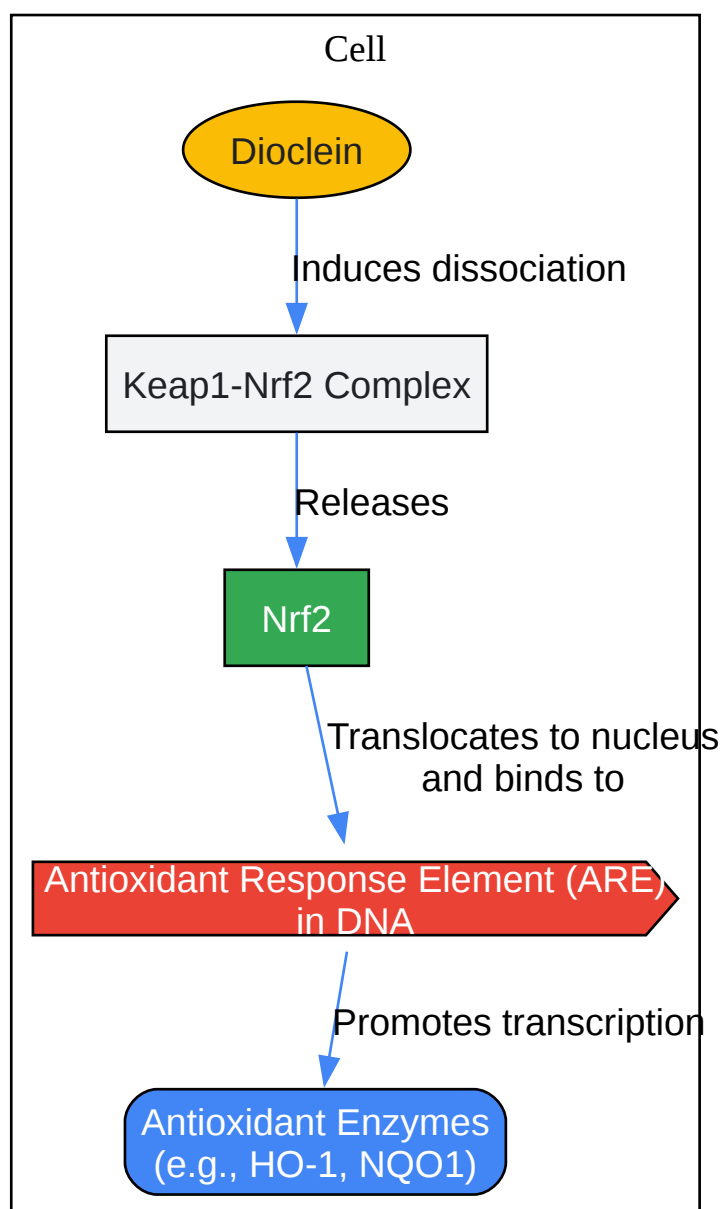 Cell
Dioclein
Induces dissociation
Keap1-Nrf2 Complex
Releases
Nrf2
Translocates to nucleus
and binds to
Antioxidant Response Element (ARE)
in DNA
Promotes transcription
Antioxidant Enzymes
(e.g., HO-1, NQO1)